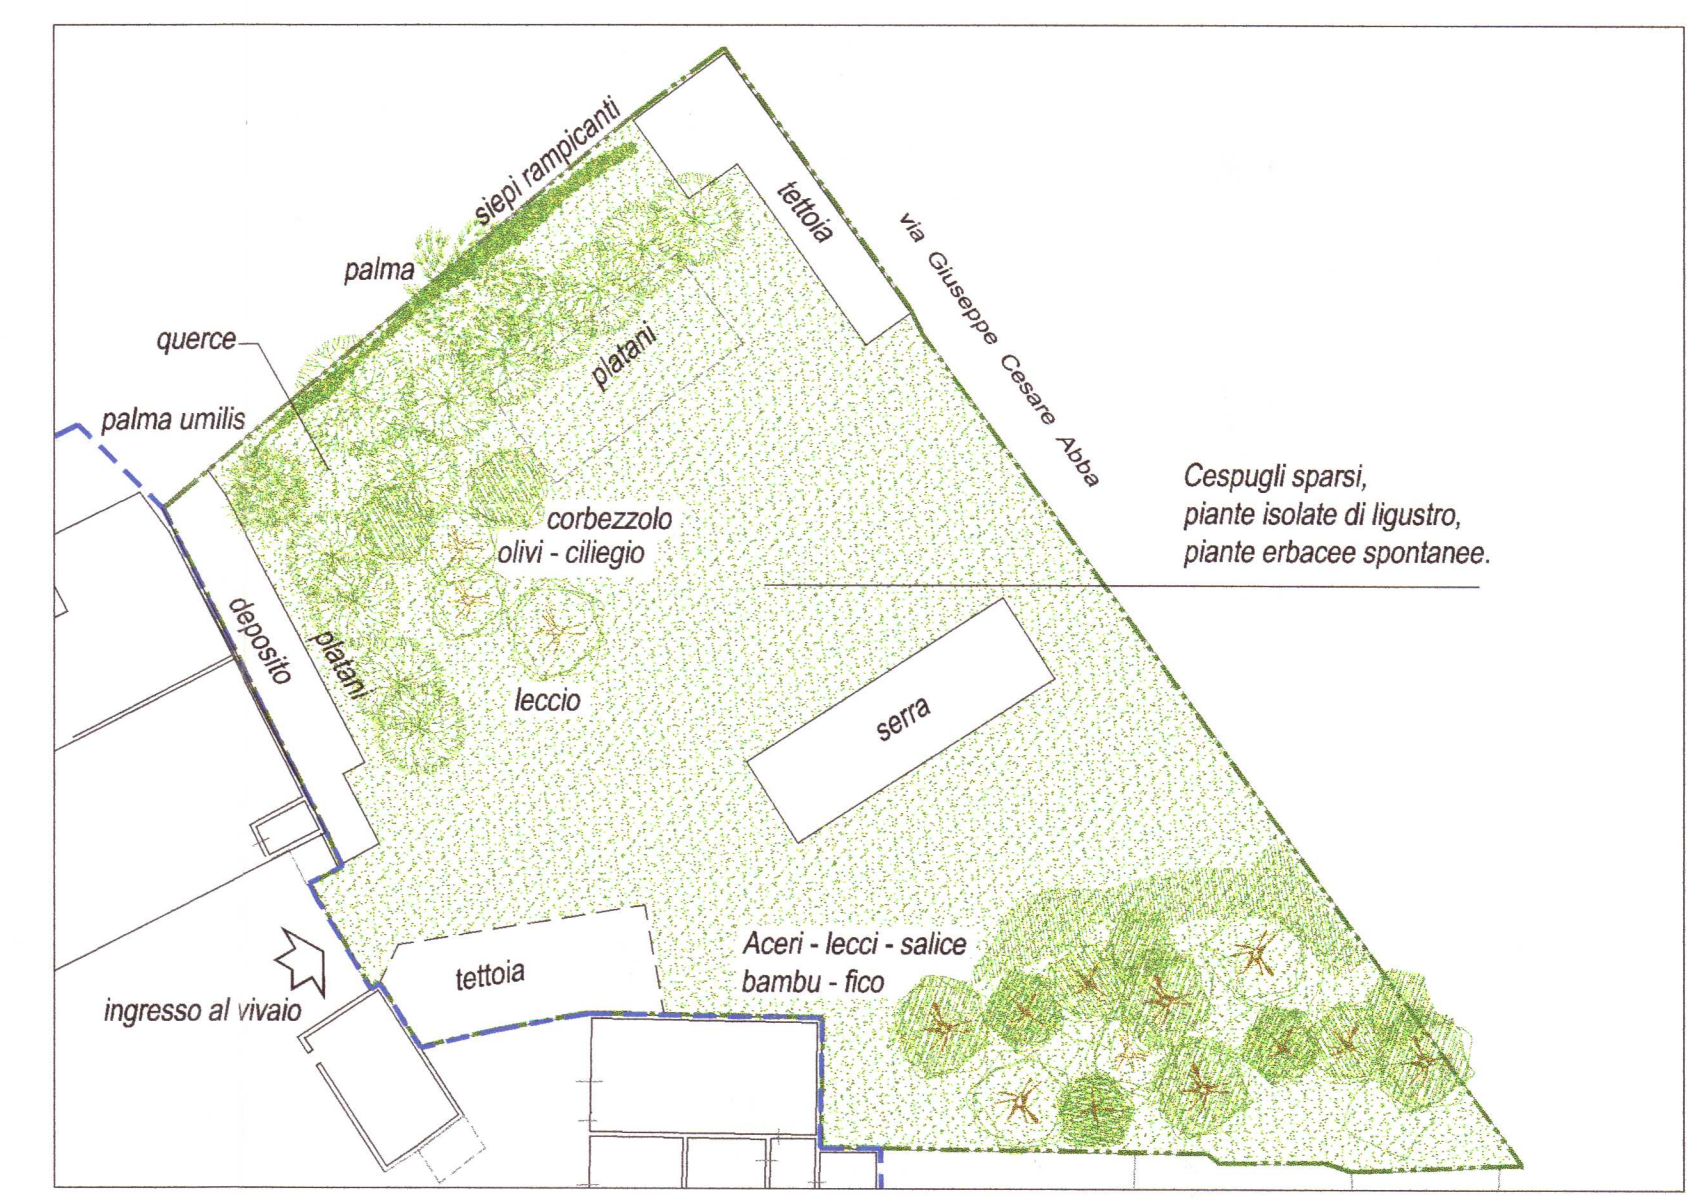 siepi rampicanti
tettoia
palma
via Giuseppe Cesare Abba
querce
platani
palma umilis
Cespugli sparsi,
piante isolate di ligustro,
piante erbacee spontanee.
corbezzolo
olivi - ciliegio
deposito
platani
leccio
serra
Aceri - lecci - salice
bambu - fico
tettoia
ingresso al vivaio